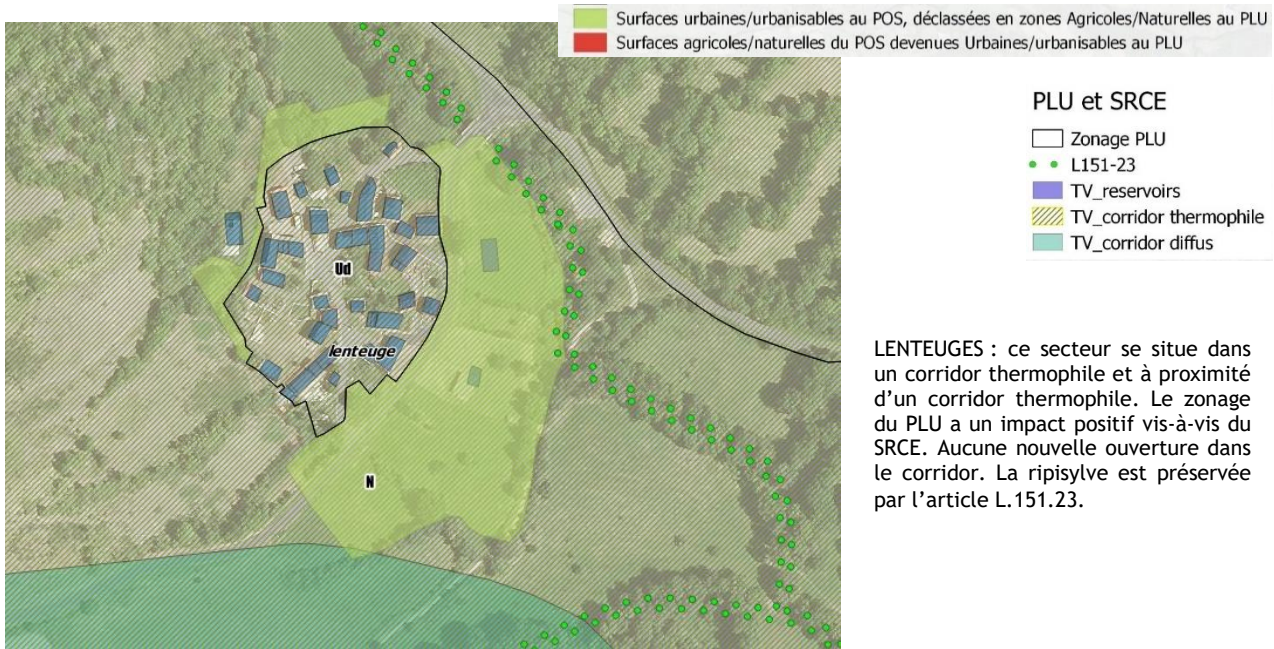 Surfaces urbaines/urbanisables au POS, déclassées en zones Agricoles/Naturelles au PLU
Surfaces agricoles/naturelles du POS devenues Urbaines/urbanisables au PLU
PLU et SRCE
Zonage PLU
L151-23
TV_reservoirs
TV_corridor thermophile
TV_corridor diffus
Ud
lenteuge
N
LENTEUGES : ce secteur se situe dans
un corridor thermophile et à proximité
d’un corridor thermophile. Le zonage
du PLU a un impact positif vis-à-vis du
SRCE. Aucune nouvelle ouverture dans
le corridor. La ripisylve est préservée
par l’article L.151.23.